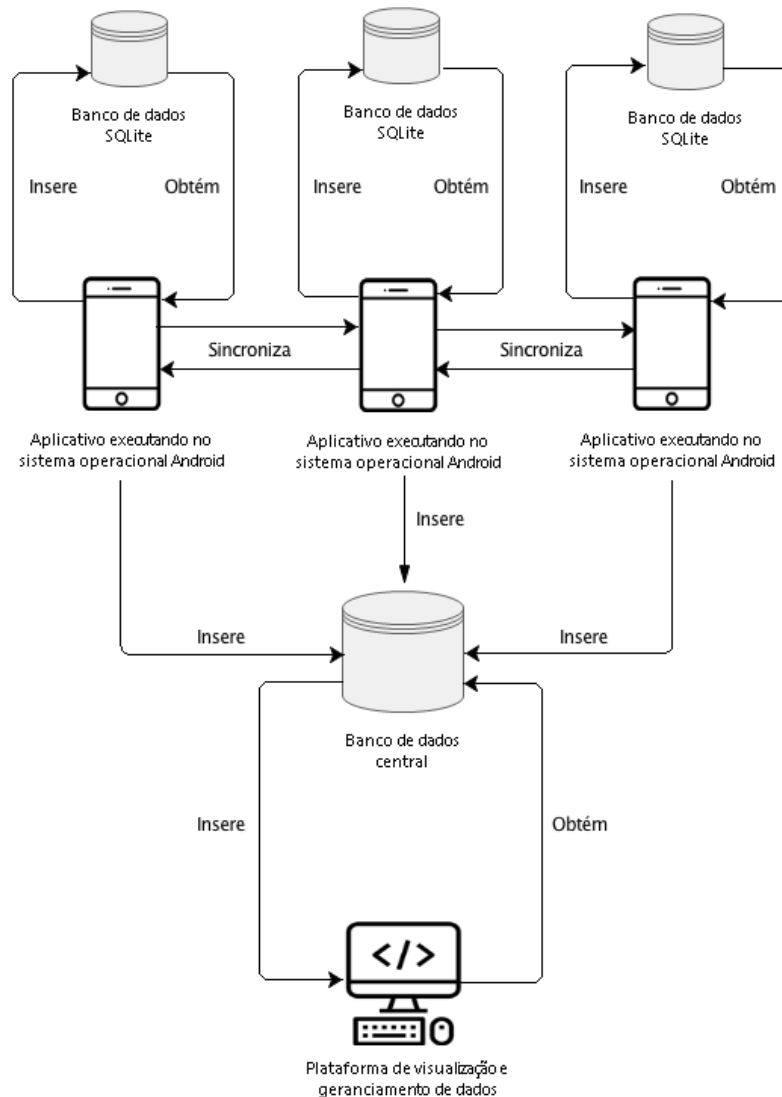 Banco de dados
SQLite
Banco de dados
SQLite
Banco de dados
SQLite
Insere
Obtém
Insere
Obtém
Insere
Obtém
Sincroniza
Sincroniza
Aplicativo executando no
sistema operacional Android
Aplicativo executando no
sistema operacional Android
Aplicativo executando no
sistema operacional Android
Insere
Insere
Insere
Banco de dados
central
Insere
Obtém
</>
Plataforma de visualização e
geranciamento de dados